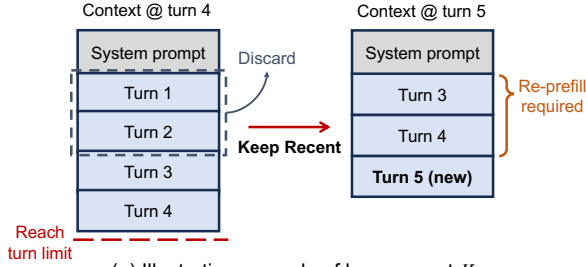 Context @ turn 4
Context @ turn 5
System prompt
Discard
System prompt
Turn 1
Turn 2
Turn 3
Turn 4
Keep Recent
Turn 3
Turn 4
Turn 5 (new)
Re-prefill
required
Reach
turn limit